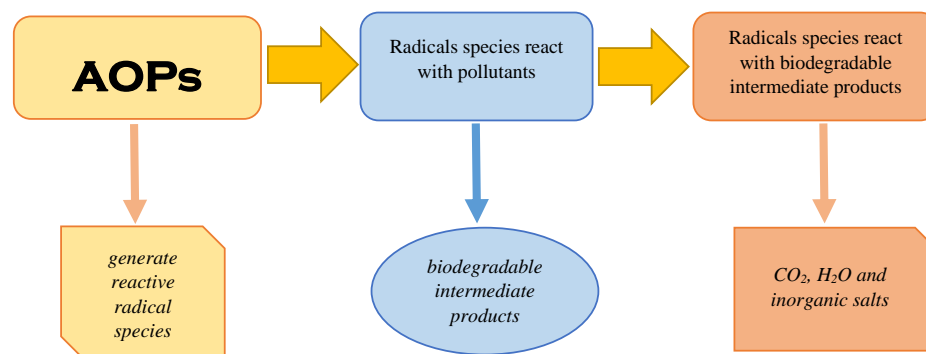 AOPs
Radicals species react
with pollutants
Radicals species react
with biodegradable
intermediate products
generate
reactive
radical
species
biodegradable
intermediate
products
CO₂, H₂O and
inorganic salts